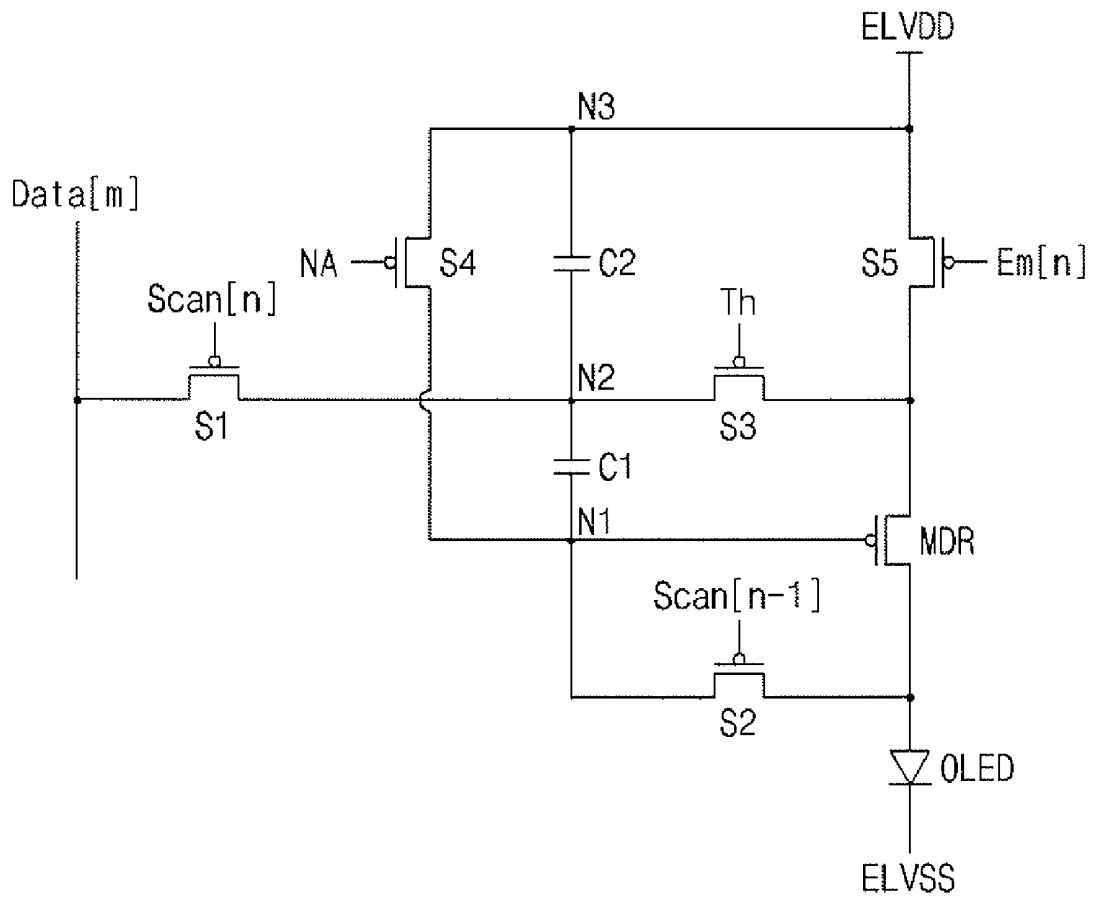 ELVDD
N3
Data[m]
NA
S4
C2
S5
Em[n]
Scan[n]
Th
N2
S1
S3
C1
N1
MDR
Scan[n-1]
S2
OLED
ELVSS